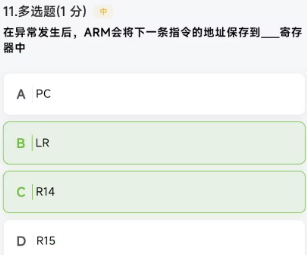 11.多选题(1 分) 中
在异常发生后，ARM会将下一条指令的地址保存到___寄存
器中
A PC
B LR
C R14
D R15